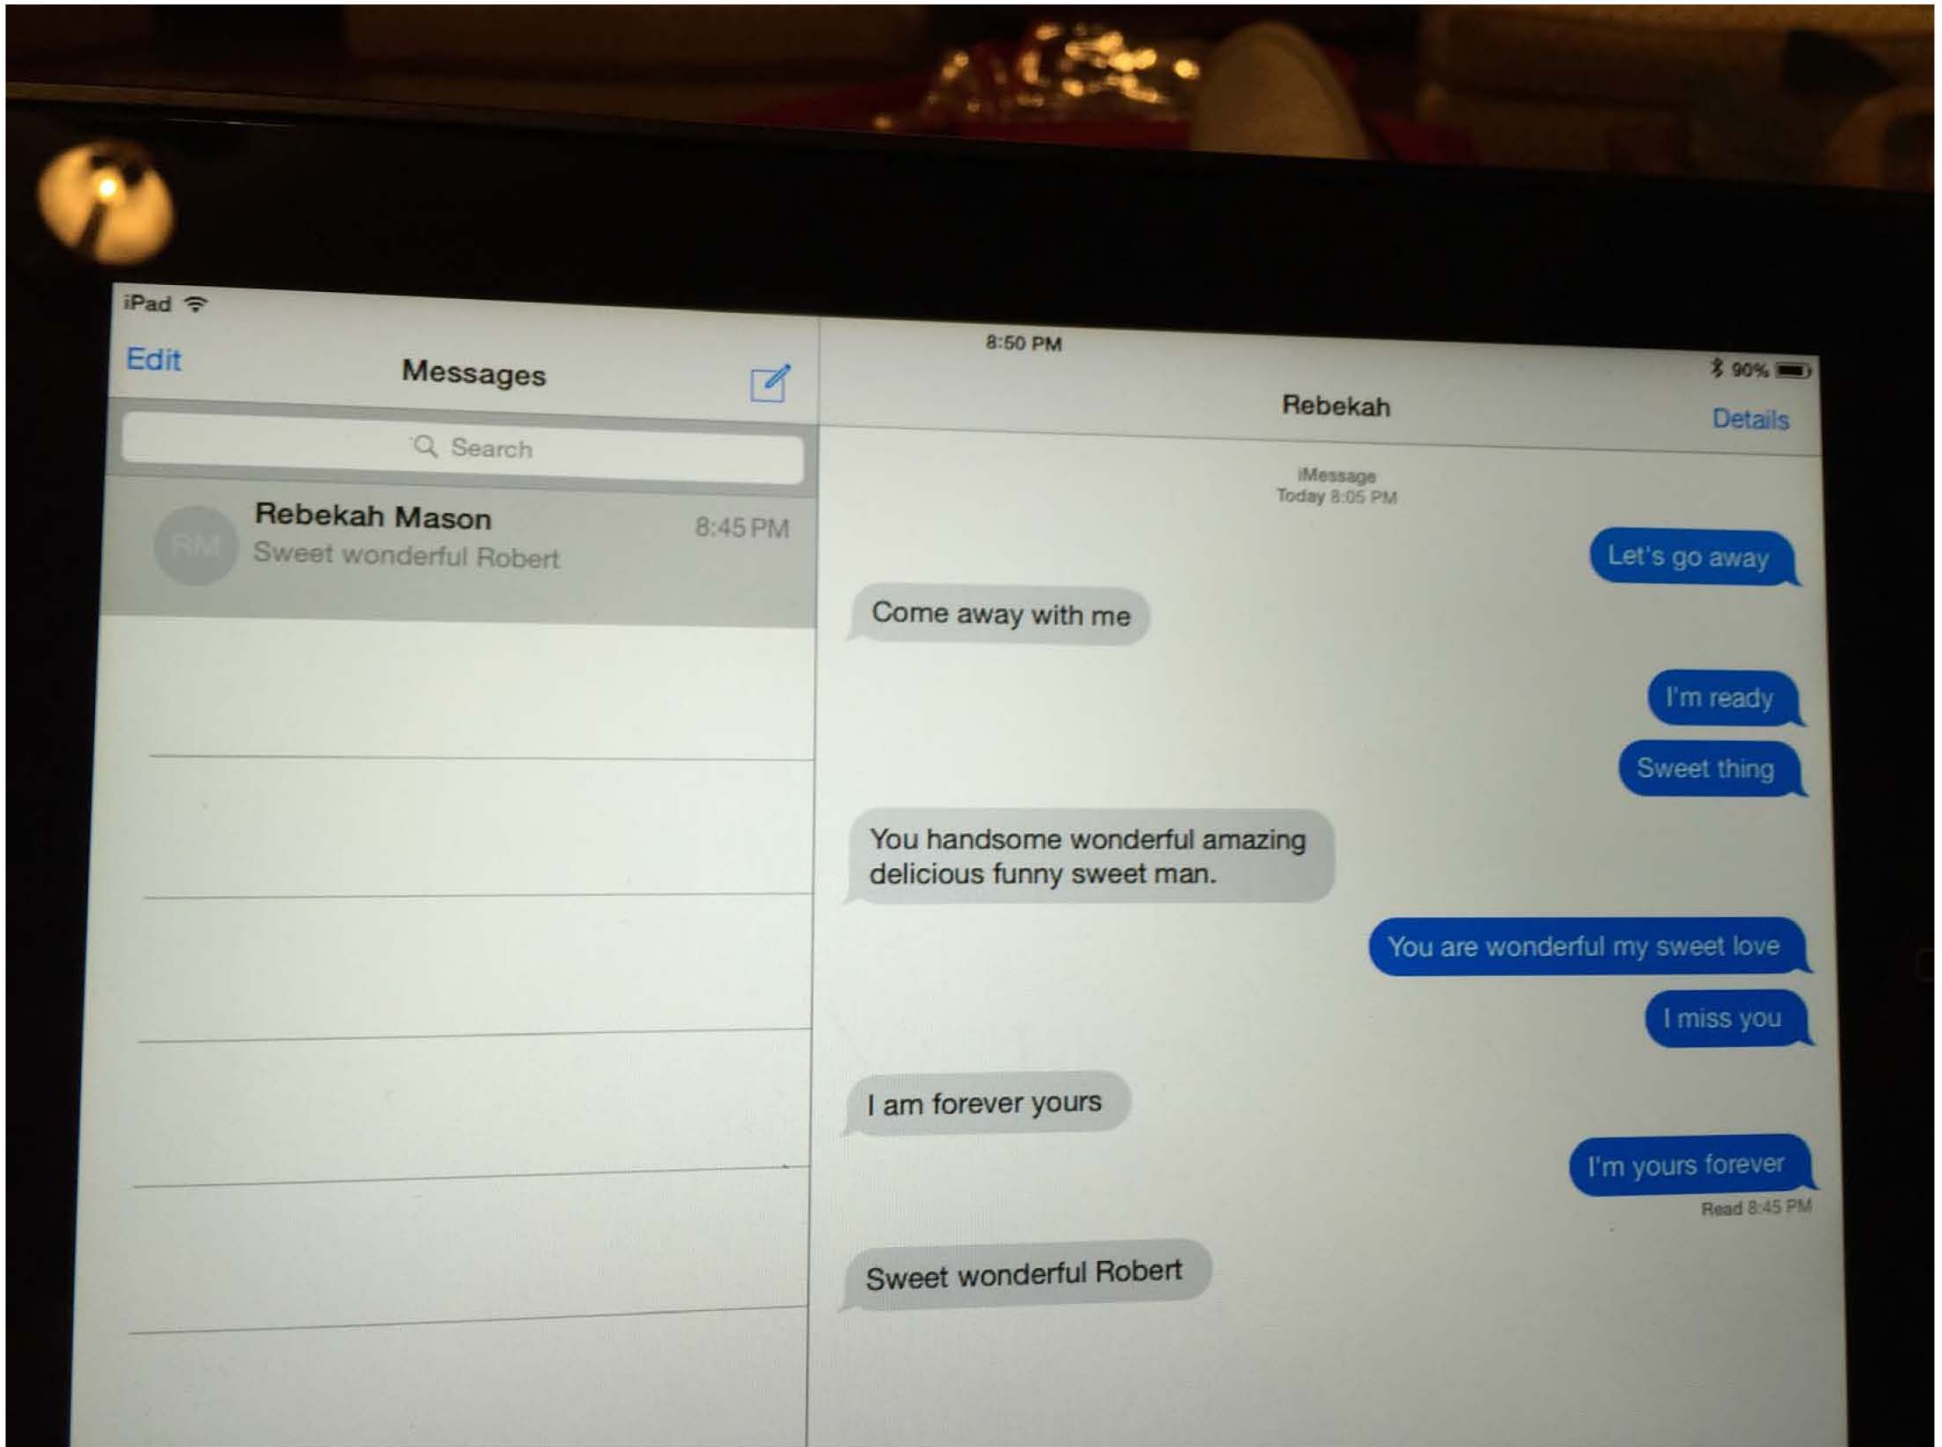 iPad
8:50 PM
90%
Edit
Messages
Rebekah
Details
Search
Rebekah Mason
8:45 PM
Sweet wonderful Robert
RM
iMessage
Today 8:05 PM
Let's go away
Come away with me
I'm ready
Sweet thing
You handsome wonderful amazing
delicious funny sweet man.
You are wonderful my sweet love
I miss you
I am forever yours
I'm yours forever
Read 8:45 PM
Sweet wonderful Robert